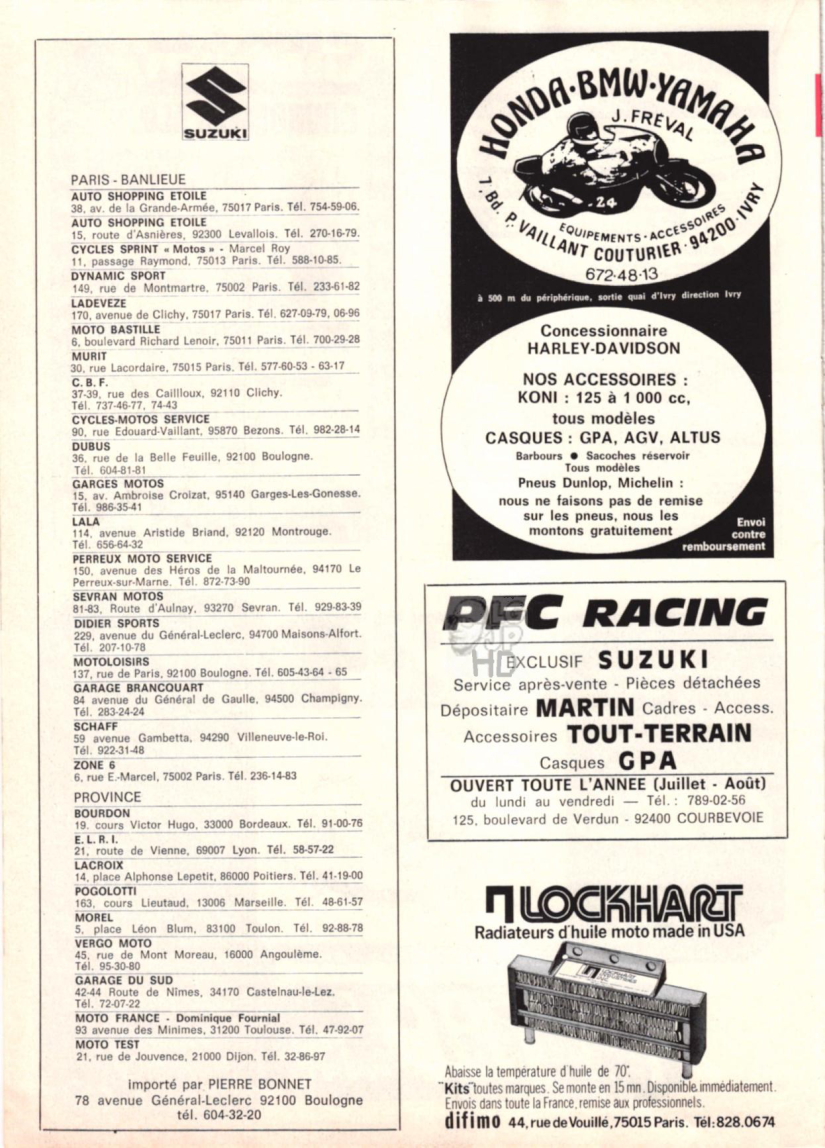 SUZUKI
PARIS - BANLIEUE
AUTO SHOPPING ETOILE
38, av. de la Grande-Armée, 75017 Paris. Tél. 754-59-06.
AUTO SHOPPING ETOILE
15, route d'Asnières, 92300 Levallois. Tél. 270-16-79.
CYCLES SPRINT « Motos » - Marcel Roy
11, passage Raymond, 75013 Paris. Tél. 588-10-85.
DYNAMIC SPORT
149, rue de Montmartre, 75002 Paris. Tél. 233-61-82
LADEVEZE
170, avenue de Clichy, 75017 Paris. Tél. 627-09-79, 06-96
MOTO BASTILLE
6, boulevard Richard Lenoir, 75011 Paris. Tél. 700-29-28
MURIT
30, rue Lacordaire, 75015 Paris. Tél. 577-60-53 - 63-17
C. B. F.
37-39, rue des Caillloux, 92110 Clichy.
Tél. 737-46-77, 74-43
CYCLES-MOTOS SERVICE
90, rue Edouard-Vaillant, 95870 Bezons. Tél. 982-28-14
DUBUS
36, rue de la Belle Feuille, 92100 Boulogne.
Tél. 604-81-81
GARGES MOTOS
15, av. Ambroise Croizat, 95140 Garges-Les-Gonesse.
Tél. 986-35-41
LALA
114, avenue Aristide Briand, 92120 Montrouge.
Tél. 656-64-32
PERREUX MOTO SERVICE
150, avenue des Héros de la Maltournée, 94170 Le
Perreux-sur-Marne. Tél. 872-73-90
SEVRAN MOTOS
81-83, Route d'Aulnay, 93270 Sevran. Tél. 929-83-39
DIDIER SPORTS
229, avenue du Général-Leclerc, 94700 Maisons-Alfort.
Tél. 207-10-78
MOTOLOISIRS
137, rue de Paris, 92100 Boulogne. Tél. 605-43-64 - 65
GARAGE BRANCQUART
84 avenue du Général de Gaulle, 94500 Champigny.
Tél. 283-24-24
SCHAFF
59 avenue Gambetta, 94290 Villeneuve-le-Roi.
Tél. 922-31-48
ZONE 6
6, rue E.-Marcel, 75002 Paris. Tél. 236-14-83
PROVINCE
BOURDON
19. cours Victor Hugo, 33000 Bordeaux. Tél. 91-00-76
E. L. R. I.
21, route de Vienne, 69007 Lyon. Tél. 58-57-22
LACROIX
14, place Alphonse Lepetit, 86000 Poitiers. Tél. 41-19-00
POGOLOTTI
163, cours Lieutaud, 13006 Marseille. Tél. 48-61-57
MOREL
5, place Léon Blum, 83100 Toulon. Tél. 92-88-78
VERGO MOTO
45, rue de Mont Moreau, 16000 Angoulème.
Tél. 95-30-80
GARAGE DU SUD
42-44 Route de Nîmes, 34170 Castelnau-le-Lez.
Tél. 72-07-22
MOTO FRANCE - Dominique Fournial
93 avenue des Minimes, 31200 Toulouse. Tél. 47-92-07
MOTO TEST
21, rue de Jouvence, 21000 Dijon. Tél. 32-86-97
importé par PIERRE BONNET
78 avenue Général-Leclerc 92100 Boulogne
tél. 604-32-20
HONDA·BMW·YAMAHA
J. FREVAL
24
7, Bd. P. VAILLANT COUTURIER · 94200 · IVRY
EQUIPEMENTS - ACCESSOIRES
672·48·13
à 500 m du périphérique, sortie quai d'Ivry direction Ivry
Concessionnaire
HARLEY-DAVIDSON
NOS ACCESSOIRES :
KONI : 125 à 1 000 cc,
tous modèles
CASQUES : GPA, AGV, ALTUS
Barbours ● Sacoches réservoir
Tous modèles
Pneus Dunlop, Michelin :
nous ne faisons pas de remise
sur les pneus, nous les
montons gratuitement
Envoi
contre
remboursement
PFC RACING
EXCLUSIF SUZUKI
Service après-vente - Pièces détachées
Dépositaire MARTIN Cadres - Access.
Accessoires TOUT-TERRAIN
Casques GPA
OUVERT TOUTE L'ANNEE (Juillet - Août)
du lundi au vendredi — Tél. : 789-02-56
125, boulevard de Verdun - 92400 COURBEVOIE
LOCKHART
Radiateurs d'huile moto made in USA
Abaisse la température d'huile de 70°.
"Kits" toutes marques. Se monte en 15 mn. Disponible immédiatement.
Envois dans toute la France, remise aux professionnels.
difimo 44, rue de Vouillé, 75015 Paris. Tél: 828.0674